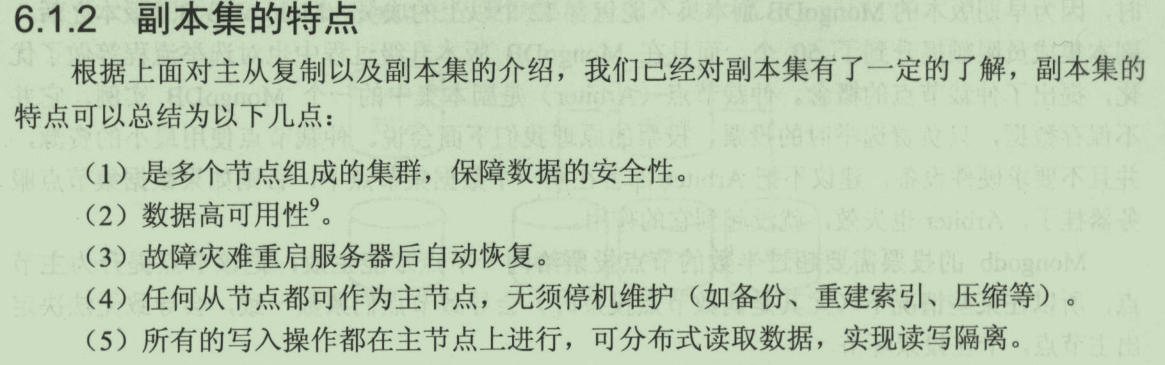 6.1.2 副本集的特点
根据上面对主从复制以及副本集的介绍，我们已经对副本集有了一定的了解，副本集的
特点可以总结为以下几点：
（1）是多个节点组成的集群，保障数据的安全性。
（2）数据高可用性9。
（3）故障灾难重启服务器后自动恢复。
（4）任何从节点都可作为主节点，无须停机维护（如备份、重建索引、压缩等）。
（5）所有的写入操作都在主节点上进行，可分布式读取数据，实现读写隔离。